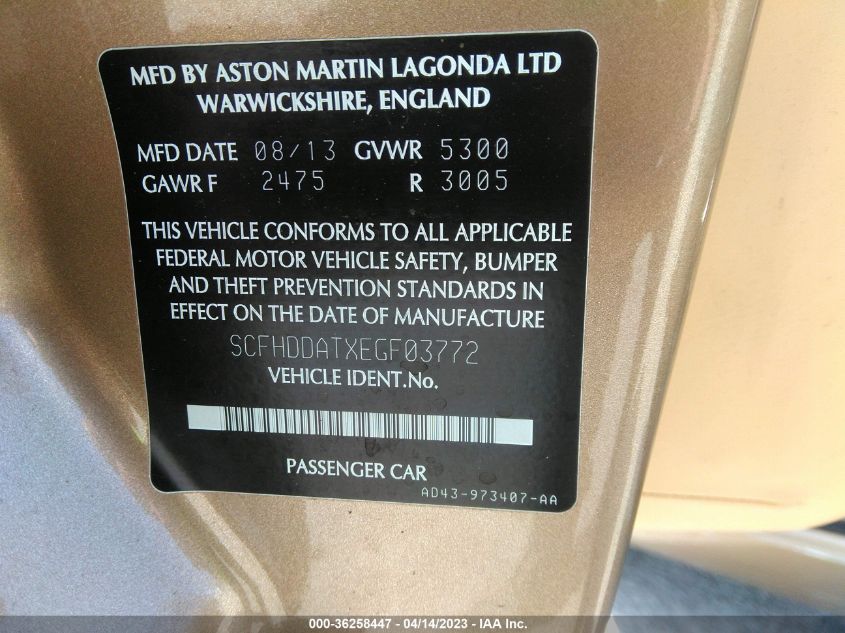 MFD BY ASTON MARTIN LAGONDA LTD
WARWICKSHIRE, ENGLAND
MFD DATE 08/13 GVWR 5300
GAWR F 2475 R 3005
THIS VEHICLE CONFORMS TO ALL APPLICABLE
FEDERAL MOTOR VEHICLE SAFETY, BUMPER
AND THEFT PREVENTION STANDARDS IN
EFFECT ON THE DATE OF MANUFACTURE
SCFHDDATXEGF03772
VEHICLE IDENT.No.
PASSENGER CAR
AD43-973407-AA
000-36258447 - 04/14/2023 - IAA Inc.